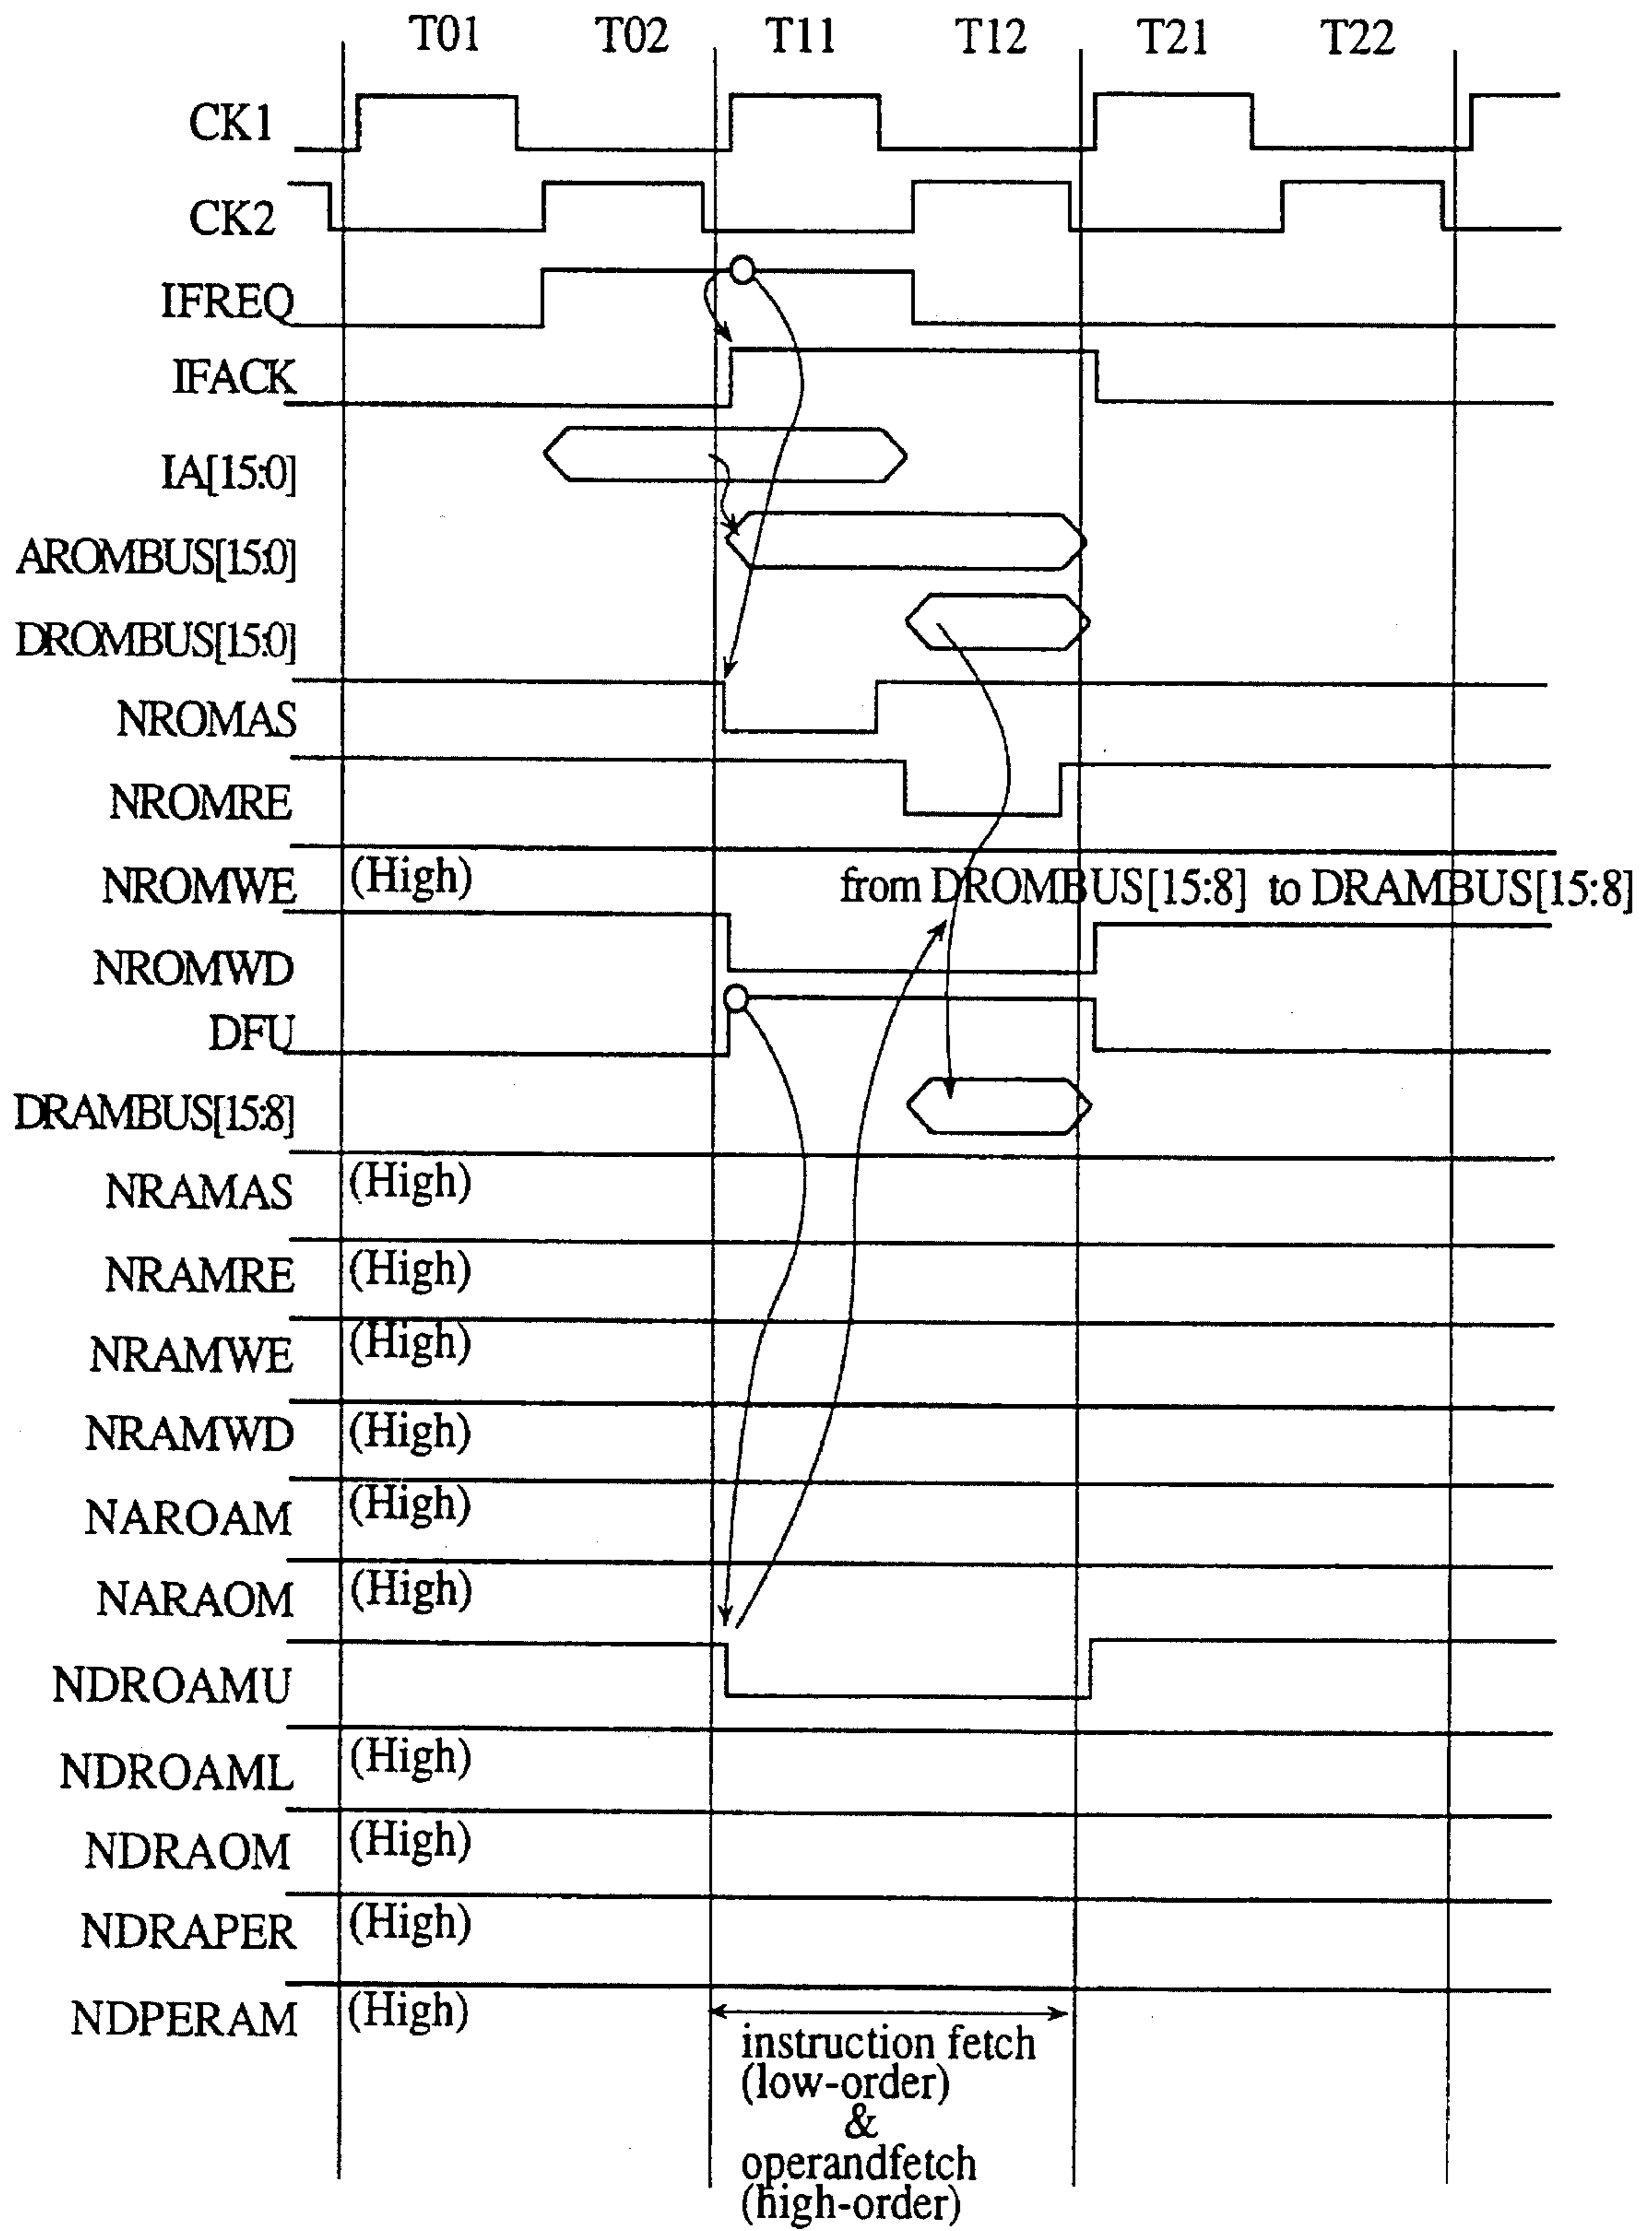 T01 T02 T11 T12 T21 T22
CK1
CK2
IFREQ
IFACK
IA[15:0]
AROMBUS[15:0]
DROMBUS[15:0]
NROMAS
NROMRE
NROMWE (High) from DROMBUS[15:8] to DRAMBUS[15:8]
NROMWD
DFU
DRAMBUS[15:8]
NRAMAS (High)
NRAMRE (High)
NRAMWE (High)
NRAMWD (High)
NAROAM (High)
NARAOM (High)
NDROAMU
NDROAML (High)
NDRAOM (High)
NDRAPER (High)
NDPERAM (High)
instruction fetch
(low-order)
&
operandfetch
(high-order)